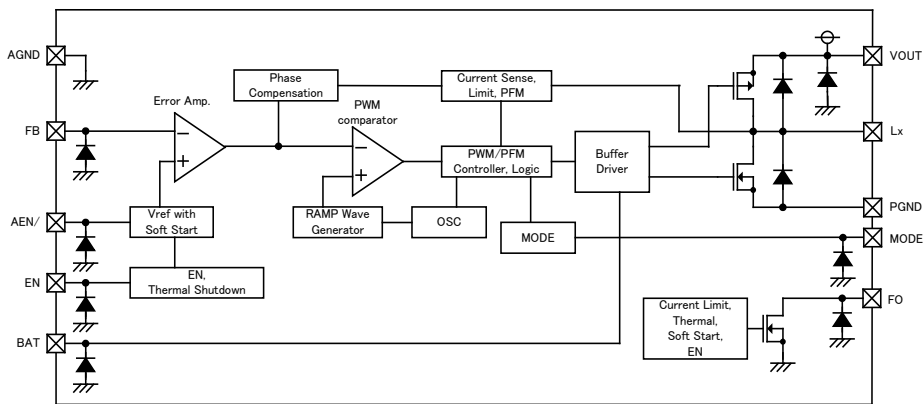 AGND
FB
AEN/
EN
BAT
Error Amp.
Phase
Compensation
PWM
comparator
Current Sense,
Limit, PFM
PWM/PFM
Controller, Logic
Buffer
Driver
Vref with
Soft Start
EN,
Thermal Shutdown
RAMP Wave
Generator
OSC
MODE
Current Limit,
Thermal,
Soft Start,
EN
VOUT
Lx
PGND
MODE
FO